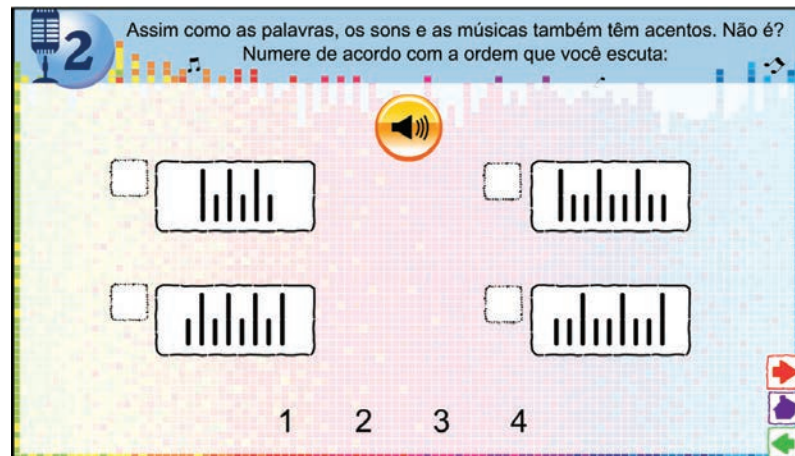 2
Assim como as palavras, os sons e as músicas também têm acentos. Não é?
Numere de acordo com a ordem que você escuta:
1 2 3 4